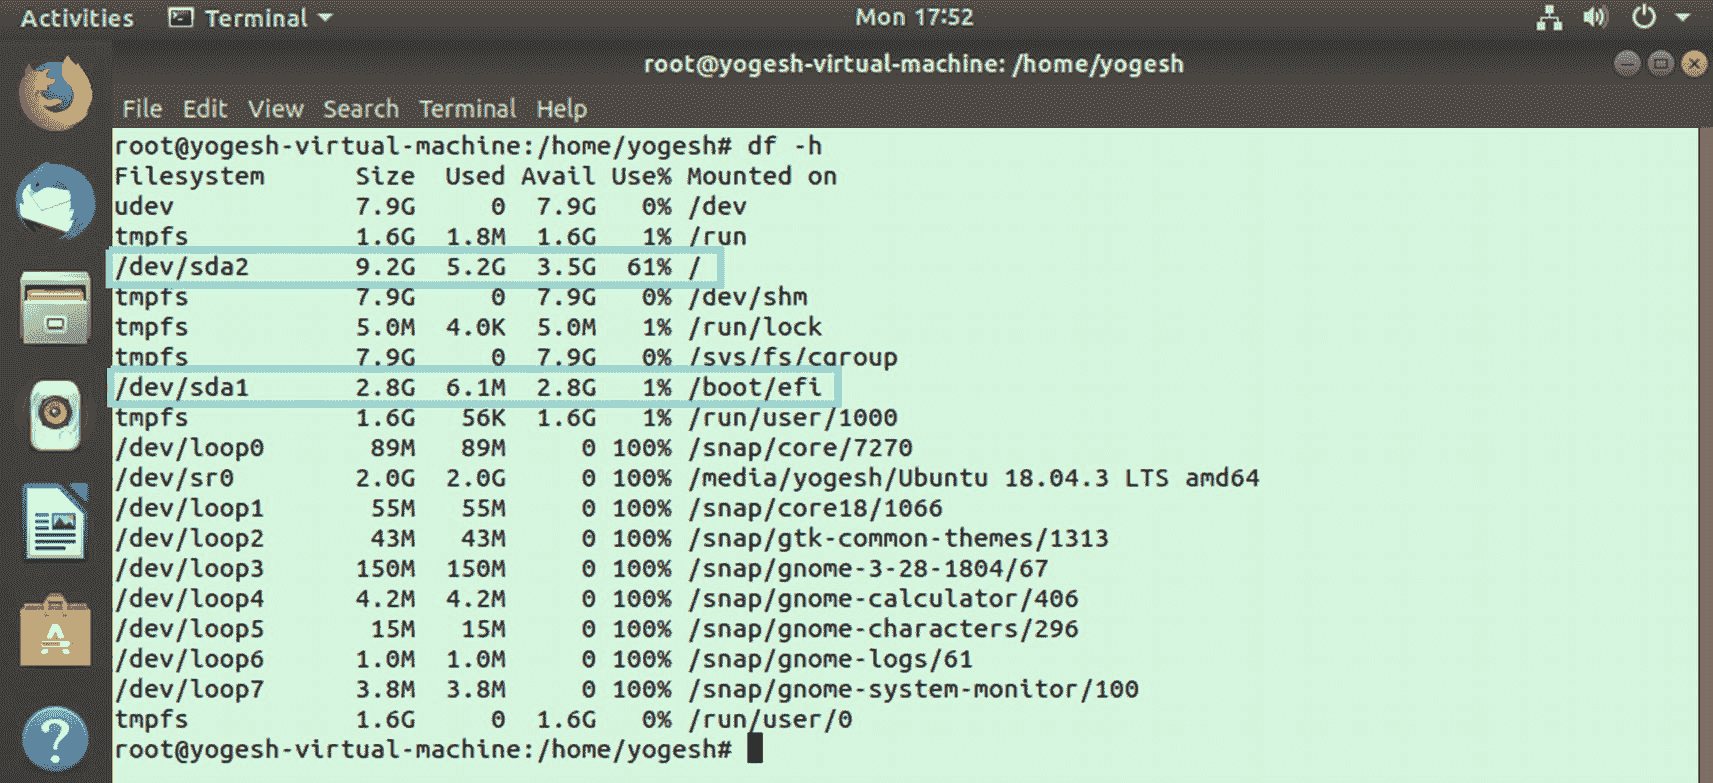 Activities Terminal Mon 17:52
root@yogesh-virtual-machine: /home/yogesh
File Edit View Search Terminal Help
root@yogesh-virtual-machine:/home/yogesh# df -h
Filesystem Size Used Avail Use% Mounted on
udev 7.9G 0 7.9G 0% /dev
tmpfs 1.6G 1.8M 1.6G 1% /run
/dev/sda2 9.2G 5.2G 3.5G 61% /
tmpfs 7.9G 0 7.9G 0% /dev/shm
tmpfs 5.0M 4.0K 5.0M 1% /run/lock
tmpfs 7.9G 0 7.9G 0% /sys/fs/cgroup
/dev/sda1 2.8G 6.1M 2.8G 1% /boot/efi
tmpfs 1.6G 56K 1.6G 1% /run/user/1000
/dev/loop0 89M 89M 0 100% /snap/core/7270
/dev/sr0 2.0G 2.0G 0 100% /media/yogesh/Ubuntu 18.04.3 LTS amd64
/dev/loop1 55M 55M 0 100% /snap/core18/1066
/dev/loop2 43M 43M 0 100% /snap/gtk-common-themes/1313
/dev/loop3 150M 150M 0 100% /snap/gnome-3-28-1804/67
/dev/loop4 4.2M 4.2M 0 100% /snap/gnome-calculator/406
/dev/loop5 15M 15M 0 100% /snap/gnome-characters/296
/dev/loop6 1.0M 1.0M 0 100% /snap/gnome-logs/61
/dev/loop7 3.8M 3.8M 0 100% /snap/gnome-system-monitor/100
tmpfs 1.6G 0 1.6G 0% /run/user/0
root@yogesh-virtual-machine:/home/yogesh#